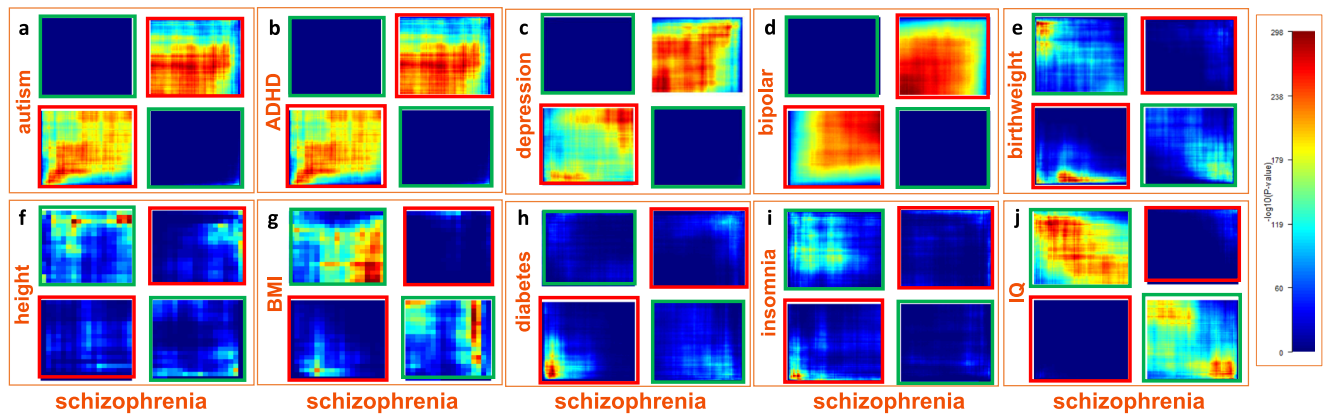 a
autism
b
ADHD
c
depression
d
bipolar
e
birthweight
298
238
179
119
60
0
-log10(P-value)
f
height
g
BMI
h
diabetes
i
insomnia
j
IQ
schizophrenia
schizophrenia
schizophrenia
schizophrenia
schizophrenia